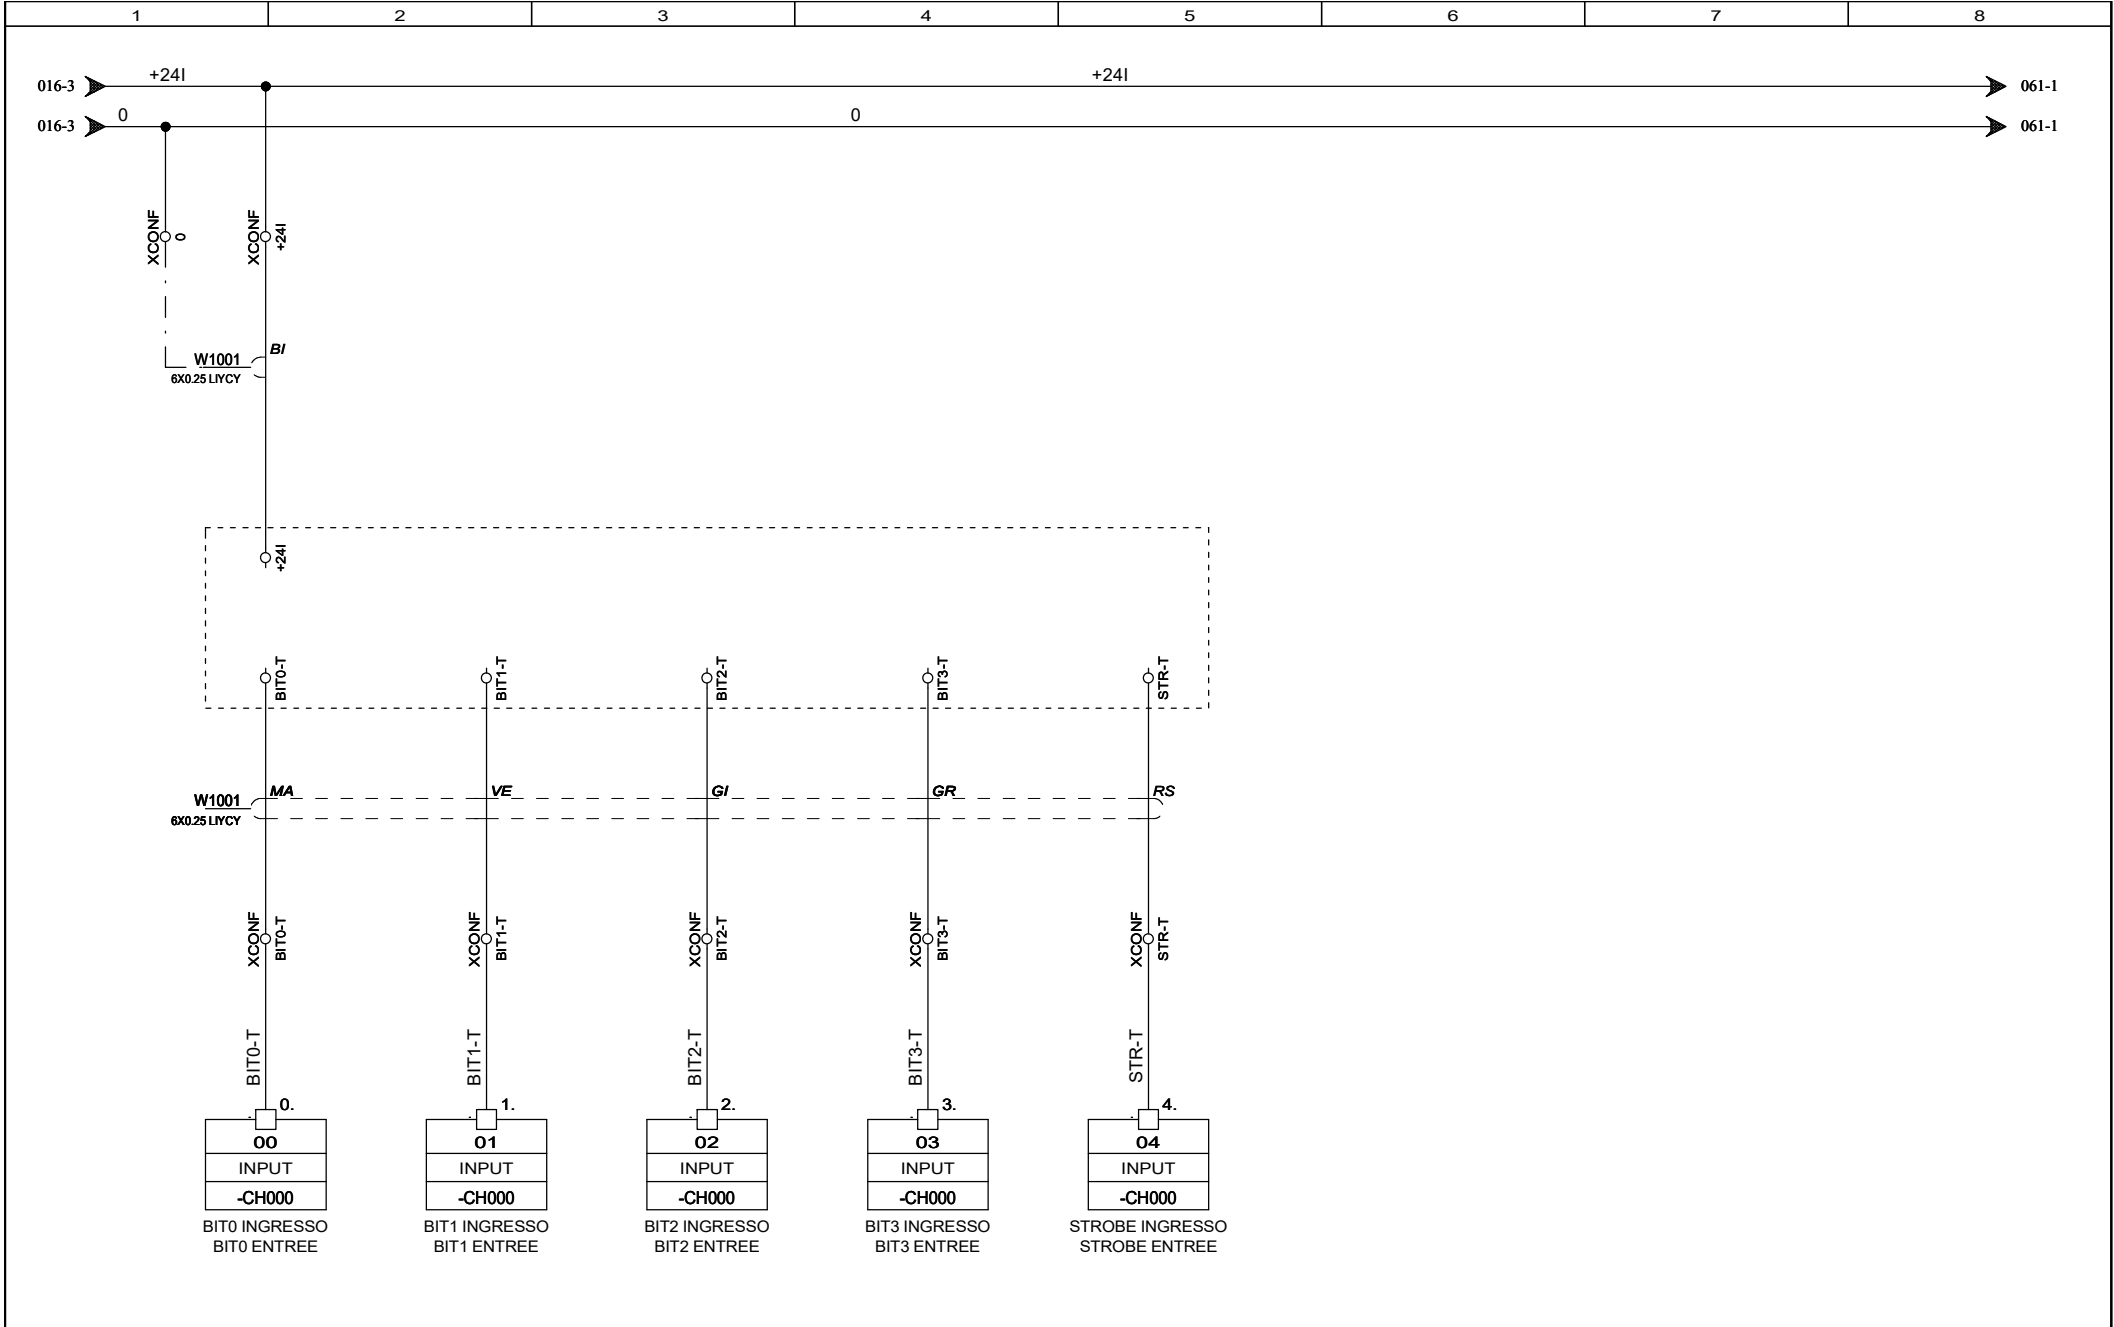 1 2 3 4 5 6 7 8
016-3 +24I +24I 061-1
016-3 0 0 061-1
XCONF 0 XCONF +24I
BI
W1001
6X0.25 LIYCY
+24I
BIT0-T BIT1-T BIT2-T BIT3-T STR-T
MA VE GI GR RS
W1001
6X0.25 LIYCY
XCONF BIT0-T XCONF BIT1-T XCONF BIT2-T XCONF BIT3-T XCONF STR-T
BIT0-T BIT1-T BIT2-T BIT3-T STR-T
0. 1. 2. 3. 4.
00 01 02 03 04
INPUT INPUT INPUT INPUT INPUT
-CH000 -CH000 -CH000 -CH000 -CH000
BIT0 INGRESSO BIT1 INGRESSO BIT2 INGRESSO BIT3 INGRESSO STROBE INGRESSO
BIT0 ENTREE BIT1 ENTREE BIT2 ENTREE BIT3 ENTREE STROBE ENTREE